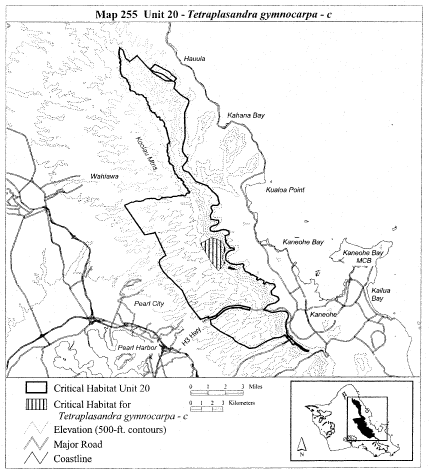 Map 255 Unit 20 - Tetraplasandra gymnocarpa - c
Hauula
Kahana Bay
Koolau Mtns
Wahiawa
Kualoa Point
Kaneohe Bay
Kaneohe Bay
MCB
Kailua
Bay
Pearl City
Kaneohe
H3 Hwy
Pearl Harbor
Critical Habitat Unit 20
Critical Habitat for
Tetraplasandra gymnocarpa - c
Elevation (500-ft. contours)
Major Road
Coastline
0 1 2 3 Miles
0 1 2 3 Kilometers
N